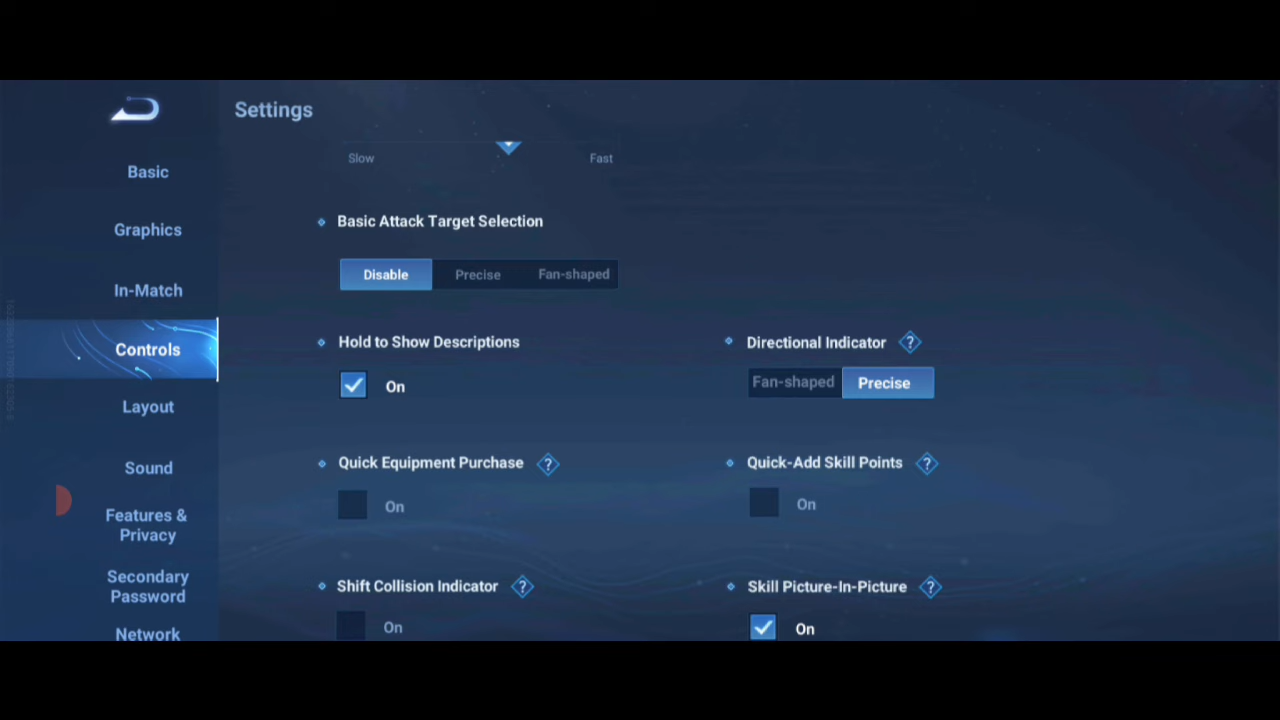 Settings
Basic
Graphics
In-Match
Controls
Layout
Sound
Features &
Privacy
Secondary
Password
Network
Slow Fast
Basic Attack Target Selection
Disable Precise Fan-shaped
Hold to Show Descriptions
On
Directional Indicator ?
Fan-shaped Precise
Quick Equipment Purchase ?
On
Quick-Add Skill Points ?
On
Shift Collision Indicator ?
On
Skill Picture-In-Picture ?
On